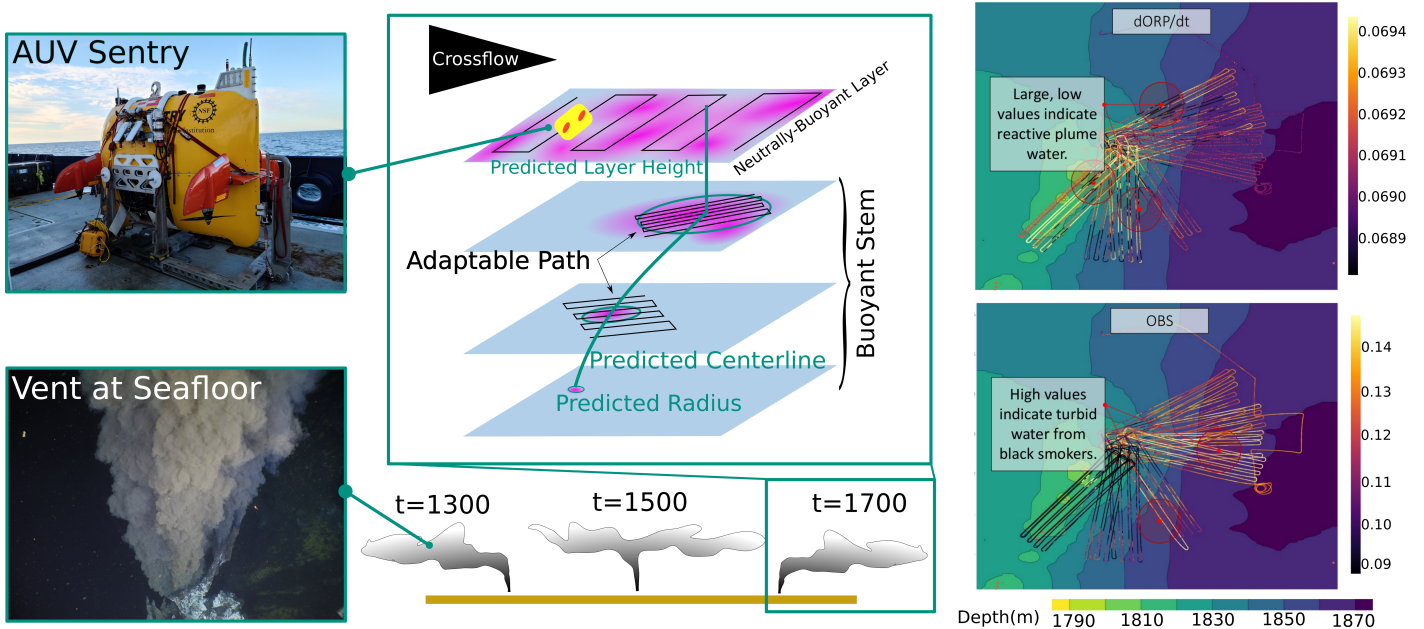 AUV Sentry
NSF
Vent at Seafloor
Crossflow
Neutrally-Buoyant Layer
Predicted Layer Height
Adaptable Path
Buoyant Stem
Predicted Centerline
Predicted Radius
t=1300
t=1500
t=1700
dORP/dt
Large, low
values indicate
reactive plume
water.
0.0694
0.0693
0.0692
0.0691
0.0690
0.0689
OBS
High values
indicate turbid
water from
black smokers.
0.14
0.13
0.12
0.11
0.10
0.09
Depth(m)
1790
1810
1830
1850
1870